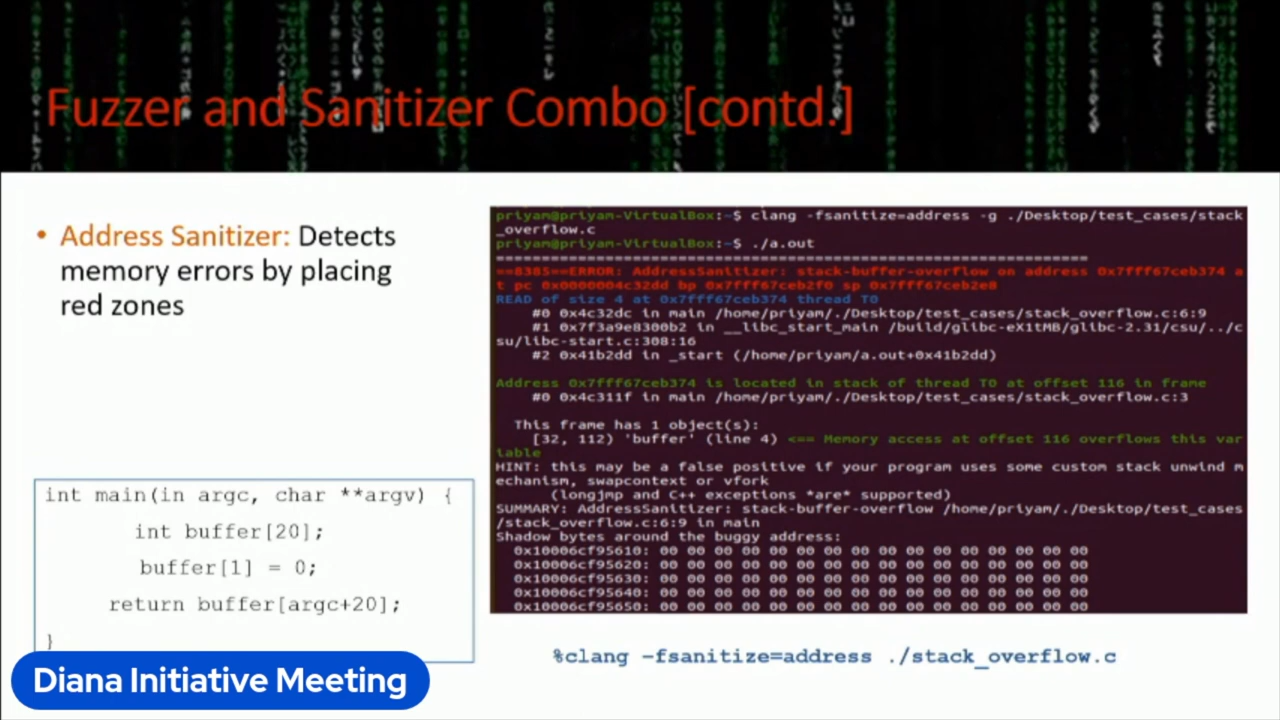 Fuzzer and Sanitizer Combo [contd.]
• Address Sanitizer: Detects
memory errors by placing
red zones
int main(in argc, char **argv) {
int buffer[20];
buffer[1] = 0;
return buffer[argc+20];
}
priyam@priyam-VirtualBox:~$ clang -fsanitize=address -g ./Desktop/test_cases/stack
_overflow.c
priyam@priyam-VirtualBox:~$ ./a.out
=================================================================
==8385==ERROR: AddressSanitizer: stack-buffer-overflow on address 0x7fff67ceb374 a
t pc 0x0000004c32dd bp 0x7fff67ceb2f0 sp 0x7fff67ceb2e8
READ of size 4 at 0x7fff67ceb374 thread T0
#0 0x4c32dc in main /home/priyam/./Desktop/test_cases/stack_overflow.c:6:9
#1 0x7f3a9e8300b2 in __libc_start_main /build/glibc-eX1tMB/glibc-2.31/csu/../c
su/libc-start.c:308:16
#2 0x41b2dd in _start (/home/priyam/a.out+0x41b2dd)
Address 0x7fff67ceb374 is located in stack of thread T0 at offset 116 in frame
#0 0x4c311f in main /home/priyam/./Desktop/test_cases/stack_overflow.c:3
This frame has 1 object(s):
[32, 112) 'buffer' (line 4) <== Memory access at offset 116 overflows this var
iable
HINT: this may be a false positive if your program uses some custom stack unwind m
echanism, swapcontext or vfork
(longjmp and C++ exceptions *are* supported)
SUMMARY: AddressSanitizer: stack-buffer-overflow /home/priyam/./Desktop/test_cases
/stack_overflow.c:6:9 in main
Shadow bytes around the buggy address:
0x10006cf95610: 00 00 00 00 00 00 00 00 00 00 00 00 00 00 00 00
0x10006cf95620: 00 00 00 00 00 00 00 00 00 00 00 00 00 00 00 00
0x10006cf95630: 00 00 00 00 00 00 00 00 00 00 00 00 00 00 00 00
0x10006cf95640: 00 00 00 00 00 00 00 00 00 00 00 00 00 00 00 00
0x10006cf95650: 00 00 00 00 00 00 00 00 00 00 00 00 00 00 00 00
%clang -fsanitize=address ./stack_overflow.c
Diana Initiative Meeting